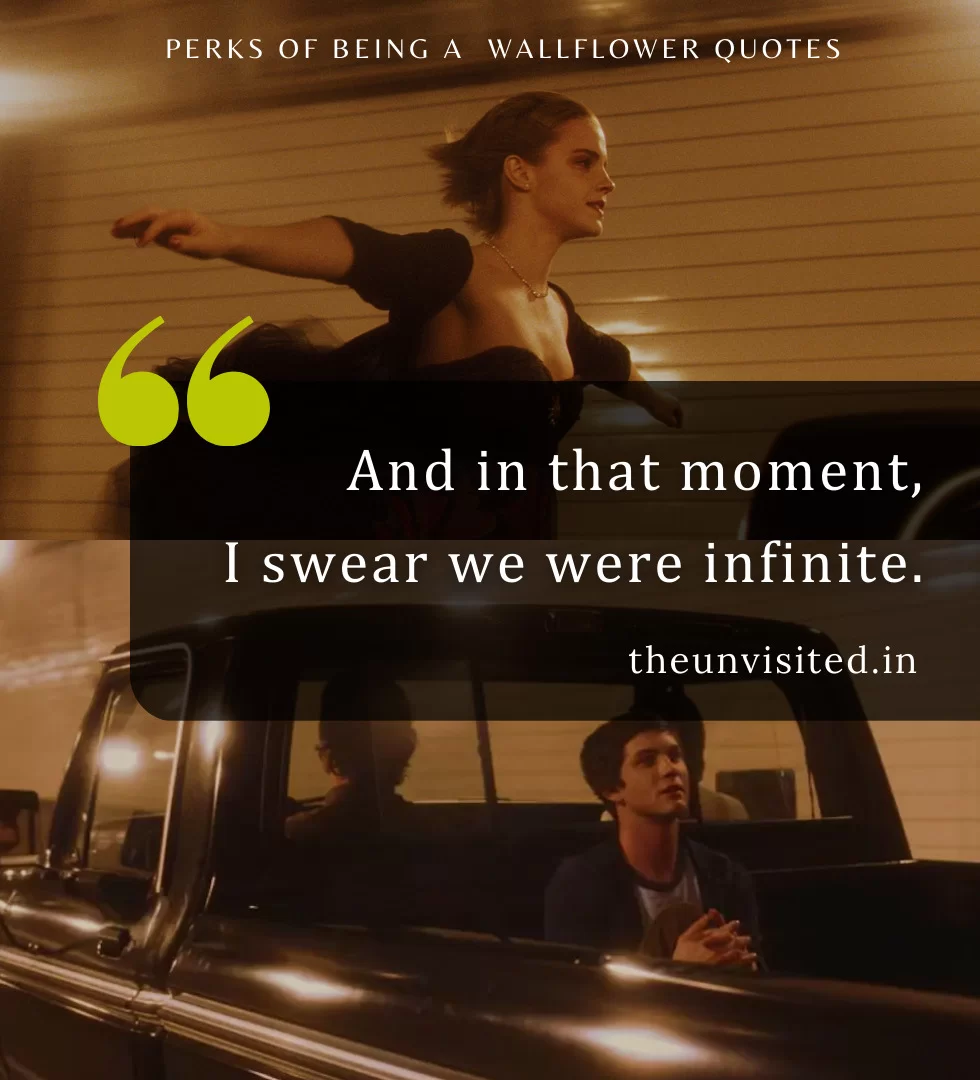 PERKS OF BEING A WALLFLOWER QUOTES
“
And in that moment,
I swear we were infinite.
theunvisited.in